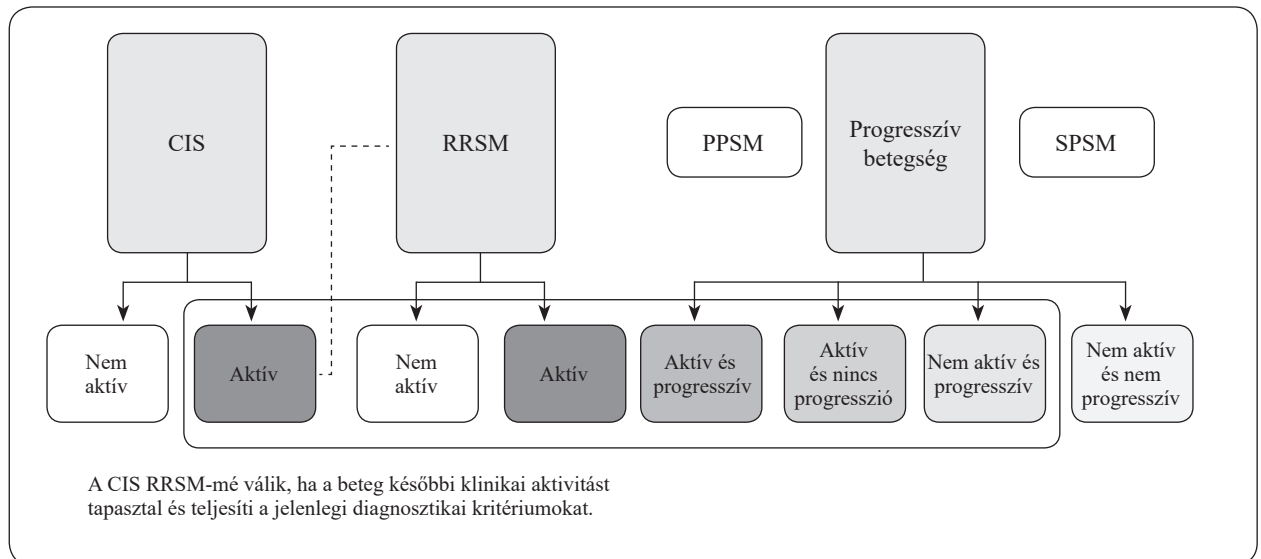 CIS
RRSM
PPSM
Progresszív
betegség
SPSM
Nem
aktív
Aktív
Nem
aktív
Aktív
Aktív és
progresszív
Aktív
és nincs
progresszió
Nem aktív és
progresszív
Nem aktív
és nem
progresszív
A CIS RRSM-mé válik, ha a beteg későbbi klinikai aktivitást
tapasztal és teljesíti a jelenlegi diagnosztikai kritériumokat.